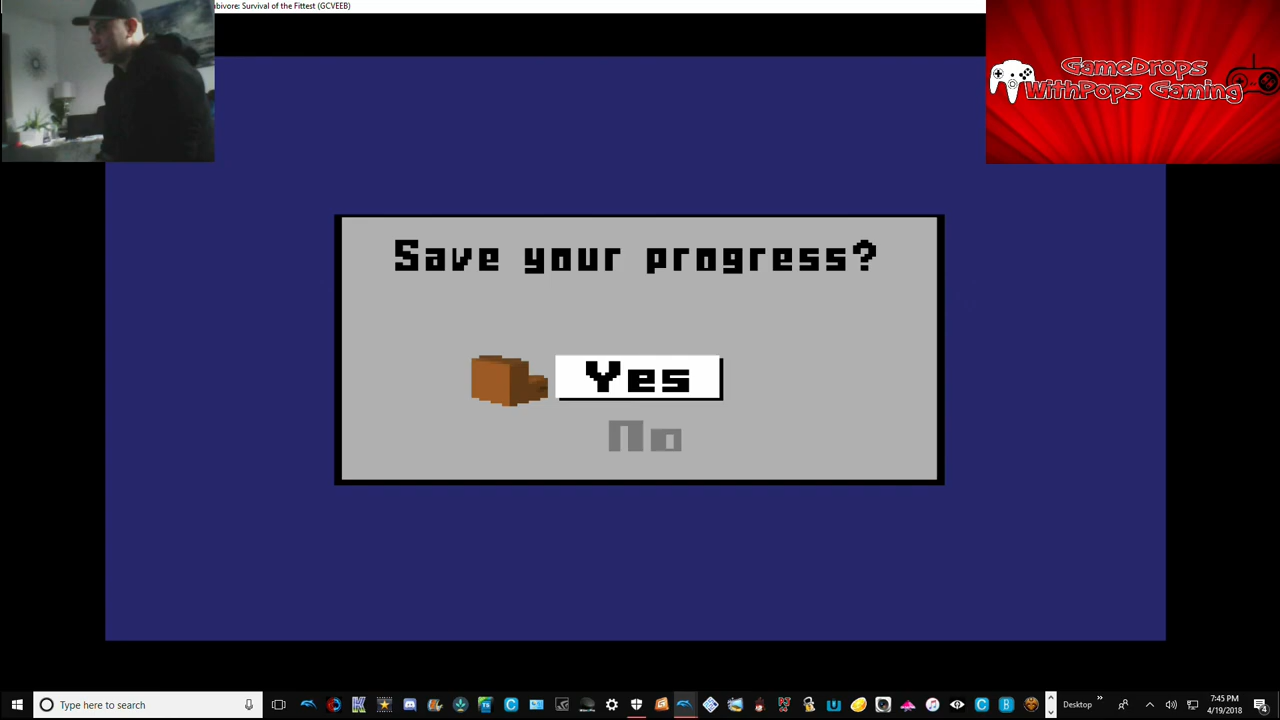 bivore: Survival of the Fittest (GCVEEB)
GameDrops
WithPops Gaming
Save your progress?
Yes
No
Type here to search
Desktop
7:45 PM
4/19/2018